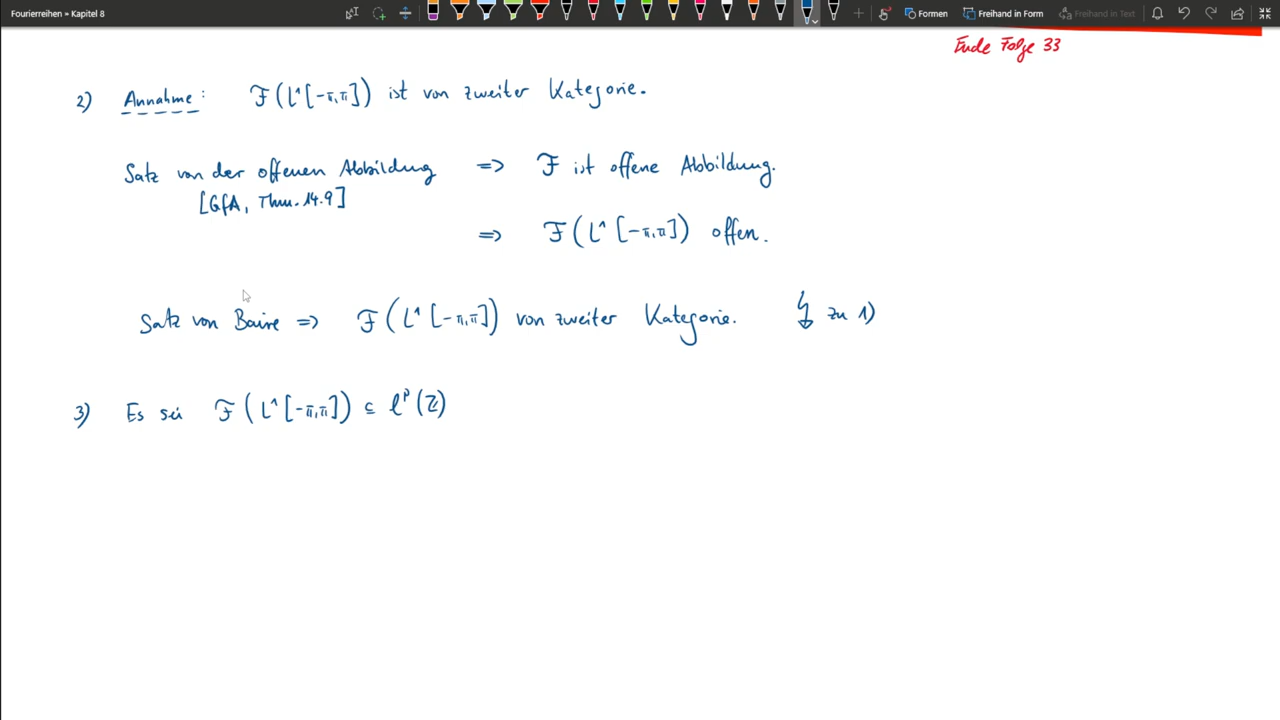 Fourierreihen » Kapitel 8
Formen
Freihand in Form
Freihand in Text
Ende Folge 33
2) Annahme: ℱ(L¹[-π,π]) ist von zweiter Kategorie.
Satz von der offenen Abbildung ⇒ ℱ ist offene Abbildung.
[GfA, Thm. 14.9]
⇒ ℱ(L¹[-π,π]) offen.
Satz von Baire ⇒ ℱ(L¹[-π,π]) von zweiter Kategorie. ↯ zu 1)
3) Es sei ℱ(L¹[-π,π]) ⊆ ℓᵖ(ℤ)